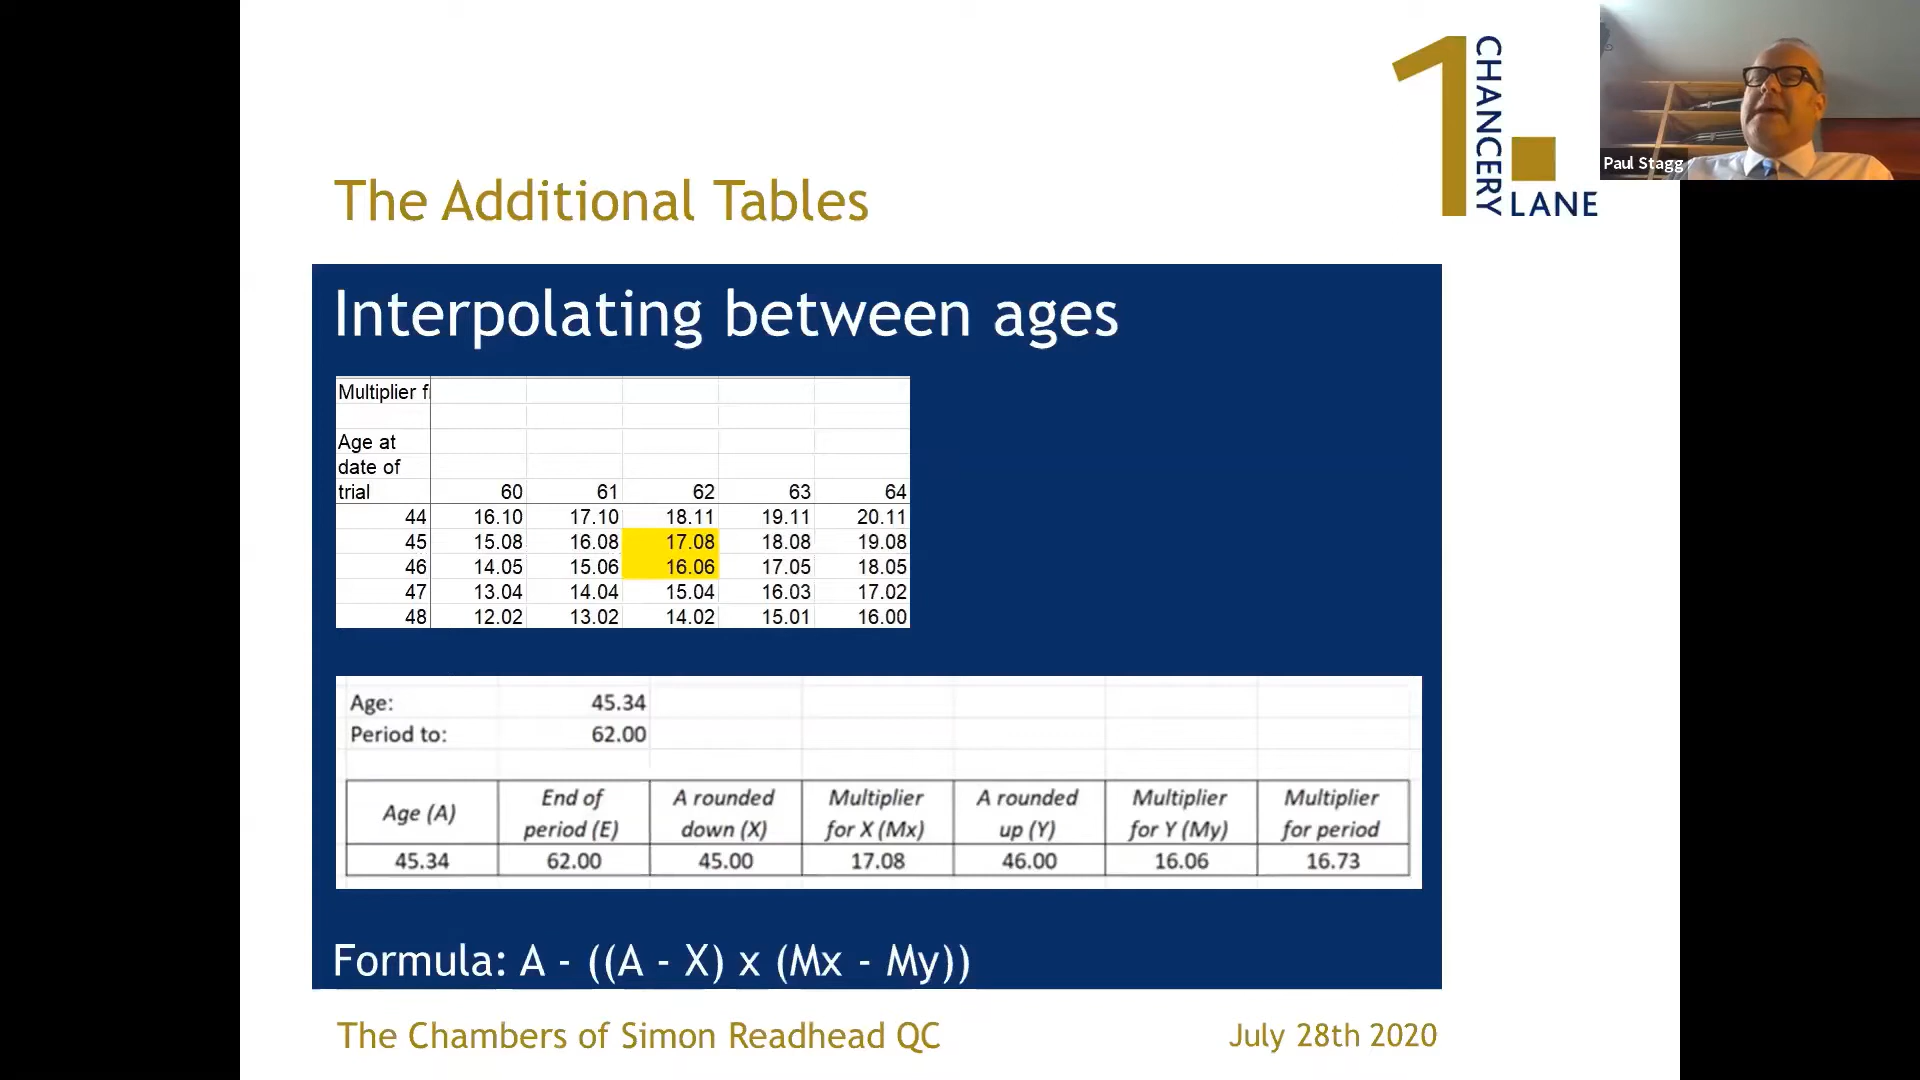 1 CHANCERY LANE
Paul Stagg
The Additional Tables
Interpolating between ages
Multiplier f
Age at
date of
trial 60 61 62 63 64
44 16.10 17.10 18.11 19.11 20.11
45 15.08 16.08 17.08 18.08 19.08
46 14.05 15.06 16.06 17.05 18.05
47 13.04 14.04 15.04 16.03 17.02
48 12.02 13.02 14.02 15.01 16.00
Age: 45.34
Period to: 62.00
Age (A) End of period (E) A rounded down (X) Multiplier for X (Mx) A rounded up (Y) Multiplier for Y (My) Multiplier for period
45.34 62.00 45.00 17.08 46.00 16.06 16.73
Formula: A - ((A - X) x (Mx - My))
The Chambers of Simon Readhead QC July 28th 2020